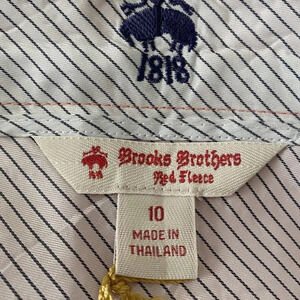 1818
Brooks Brothers
Red Fleece
10
MADE IN
THAILAND